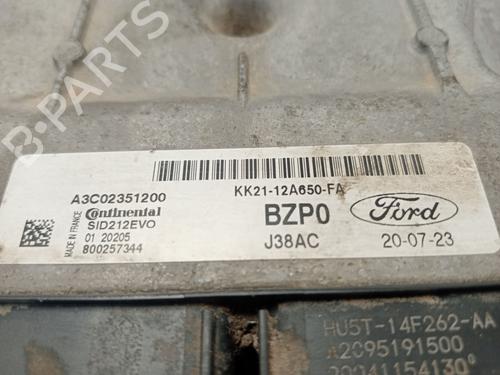 B-PARTS
A3C02351200
Continental
SID212EVO
01 20205
800257344
MADE IN FRANCE
KK21-12A650-FA
BZP0
Ford
J38AC
20-07-23
HU5T-14F262-AA
A2095191500